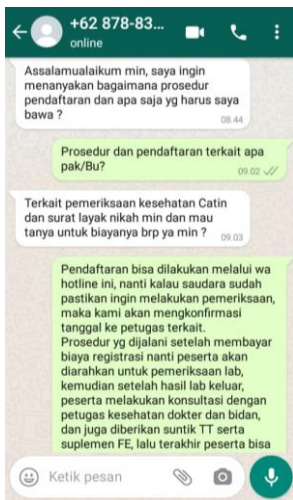 +62 878-83...
online
Assalamualaikum min, saya ingin
menanyakan bagaimana prosedur
pendaftaran dan apa saja yg harus saya
bawa ?
08.44
Prosedur dan pendaftaran terkait apa
pak/Bu?
09.02
Terkait pemeriksaan kesehatan Catin
dan surat layak nikah min dan mau
tanya untuk biayanya brp ya min ?
09.03
Pendaftaran bisa dilakukan melalui wa
hotline ini, nanti kalau saudara sudah
pastikan ingin melakukan pemeriksaan,
maka kami akan mengkonfirmasi
tanggal ke petugas terkait.
Prosedur yg dijalani setelah membayar
biaya registrasi nanti peserta akan
diarahkan untuk pemeriksaan lab,
kemudian setelah hasil lab keluar,
peserta melakukan konsultasi dengan
petugas kesehatan dokter dan bidan,
dan juga diberikan suntik TT serta
suplemen FE, lalu terakhir peserta bisa
Ketik pesan